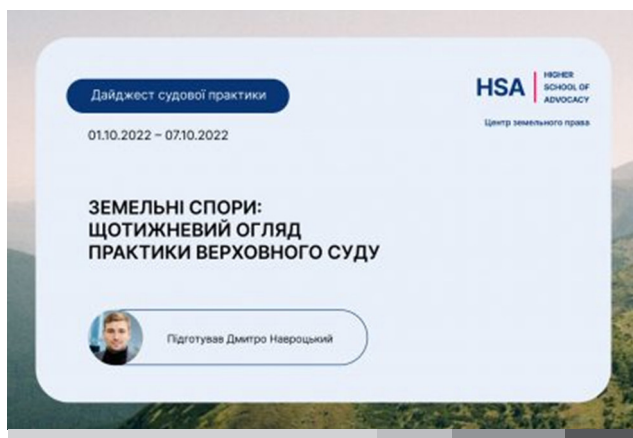 Дайджест судової практики
HSA
HIGHER
SCHOOL OF
ADVOCACY
Центр земельного права
01.10.2022 – 07.10.2022
ЗЕМЕЛЬНІ СПОРИ:
ЩОТИЖНЕВИЙ ОГЛЯД
ПРАКТИКИ ВЕРХОВНОГО СУДУ
Підготував Дмитро Навроцький